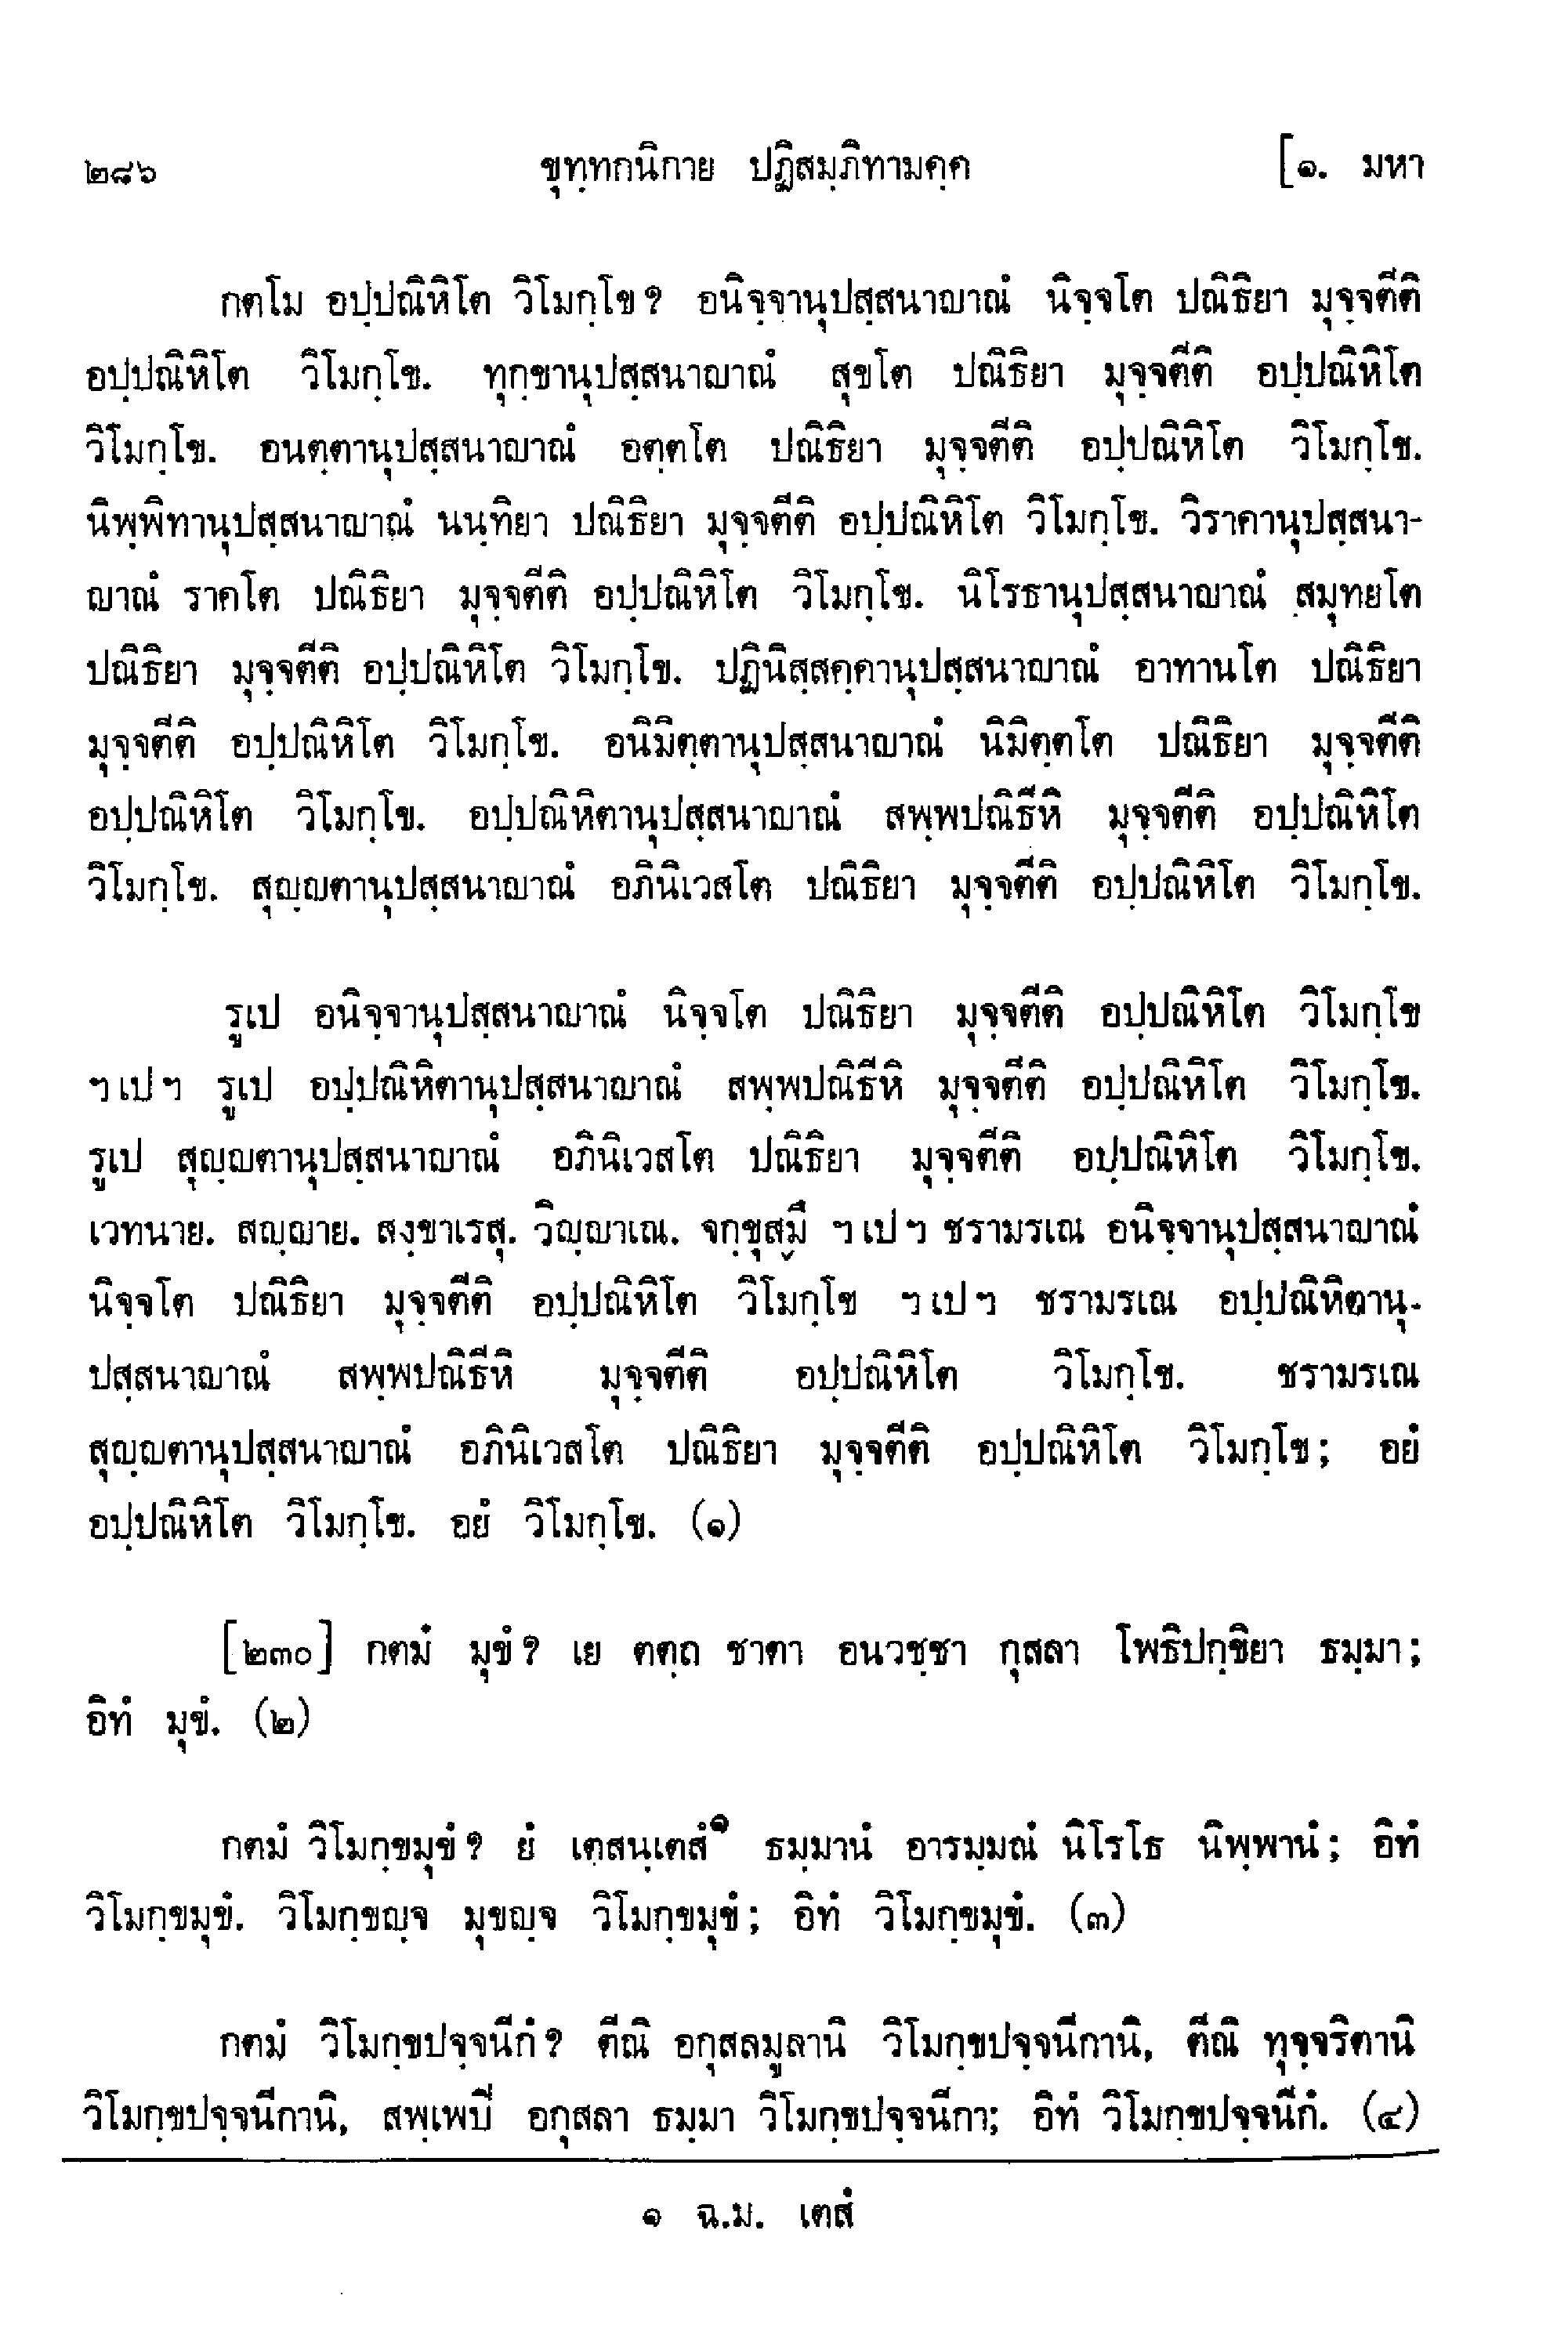 ๒๘๖ ขุทฺทกนิกาย ปฏิสมฺภิทามคฺค [๑. มหา
กตโม อปฺปณิหิโต วิโมกฺโข? อนิจฺจานุปสฺสนาญาณํ นิจฺจโต ปณิธิยา มุจฺจตีติ
อปฺปณิหิโต วิโมกฺโข. ทุกฺขานุปสฺสนาญาณํ สุขโต ปณิธิยา มุจฺจตีติ อปฺปณิหิโต
วิโมกฺโข. อนตฺตานุปสฺสนาญาณํ อตฺตโต ปณิธิยา มุจฺจตีติ อปฺปณิหิโต วิโมกฺโข.
นิพฺพิทานุปสฺสนาญาณํ นนฺทิยา ปณิธิยา มุจฺจตีติ อปฺปณิหิโต วิโมกฺโข. วิราคานุปสฺสนา-
ญาณํ ราคโต ปณิธิยา มุจฺจตีติ อปฺปณิหิโต วิโมกฺโข. นิโรธานุปสฺสนาญาณํ สมุทยโต
ปณิธิยา มุจฺจตีติ อปฺปณิหิโต วิโมกฺโข. ปฏินิสฺสคฺคานุปสฺสนาญาณํ อาทานโต ปณิธิยา
มุจฺจตีติ อปฺปณิหิโต วิโมกฺโข. อนิมิตฺตานุปสฺสนาญาณํ นิมิตฺตโต ปณิธิยา มุจฺจตีติ
อปฺปณิหิโต วิโมกฺโข. อปฺปณิหิตานุปสฺสนาญาณํ สพฺพปณิธีหิ มุจฺจตีติ อปฺปณิหิโต
วิโมกฺโข. สุญฺญตานุปสฺสนาญาณํ อภินิเวสโต ปณิธิยา มุจฺจตีติ อปฺปณิหิโต วิโมกฺโข.
รูเป อนิจฺจานุปสฺสนาญาณํ นิจฺจโต ปณิธิยา มุจฺจตีติ อปฺปณิหิโต วิโมกฺโข
ฯ เป ฯ รูเป อปฺปณิหิตานุปสฺสนาญาณํ สพฺพปณิธีหิ มุจฺจตีติ อปฺปณิหิโต วิโมกฺโข.
รูเป สุญฺญตานุปสฺสนาญาณํ อภินิเวสโต ปณิธิยา มุจฺจตีติ อปฺปณิหิโต วิโมกฺโข.
เวทนาย. สญฺญาย. สงฺขาเรสุ. วิญฺญาเณ. จกฺขุสฺมึ ฯ เป ฯ ชรามรเณ อนิจฺจานุปสฺสนาญาณํ
นิจฺจโต ปณิธิยา มุจฺจตีติ อปฺปณิหิโต วิโมกฺโข ฯ เป ฯ ชรามรเณ อปฺปณิหิตานุ-
ปสฺสนาญาณํ สพฺพปณิธีหิ มุจฺจตีติ อปฺปณิหิโต วิโมกฺโข. ชรามรเณ
สุญฺญตานุปสฺสนาญาณํ อภินิเวสโต ปณิธิยา มุจฺจตีติ อปฺปณิหิโต วิโมกฺโข; อยํ
อปฺปณิหิโต วิโมกฺโข. อยํ วิโมกฺโข. (๑)
[๒๓๐] กตมํ มุขํ? เย ตตฺถ ชาตา อนวชฺชา กุสลา โพธิปกฺขิยา ธมฺมา;
อิทํ มุขํ. (๒)
กตมํ วิโมกฺขมุขํ? ยํ เตสนฺเตสํ๑ ธมฺมานํ อารมฺมณํ นิโรโธ นิพฺพานํ; อิทํ
วิโมกฺขมุขํ. วิโมกฺขญฺจ มุขญฺจ วิโมกฺขมุขํ; อิทํ วิโมกฺขมุขํ. (๓)
กตมํ วิโมกฺขปจฺจนีกํ? ตีณิ อกุสลมูลานิ วิโมกฺขปจฺจนีกานิ, ตีณิ ทุจฺจริตานิ
วิโมกฺขปจฺจนีกานิ, สพฺเพปิ อกุสลา ธมฺมา วิโมกฺขปจฺจนีกา; อิทํ วิโมกฺขปจฺจนีกํ. (๔)
๑ ฉ.ม. เตสํ